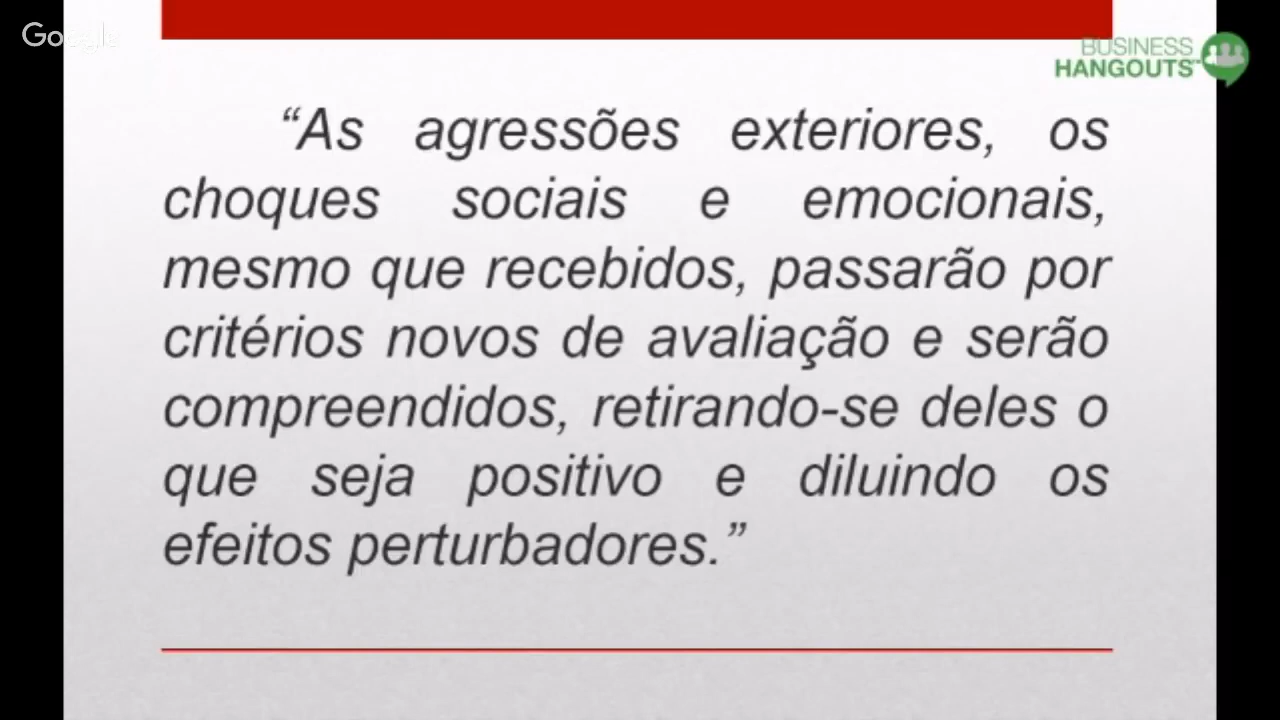 Google
BUSINESS
HANGOUTS
“As agressões exteriores, os
choques sociais e emocionais,
mesmo que recebidos, passarão por
critérios novos de avaliação e serão
compreendidos, retirando-se deles o
que seja positivo e diluindo os
efeitos perturbadores.”